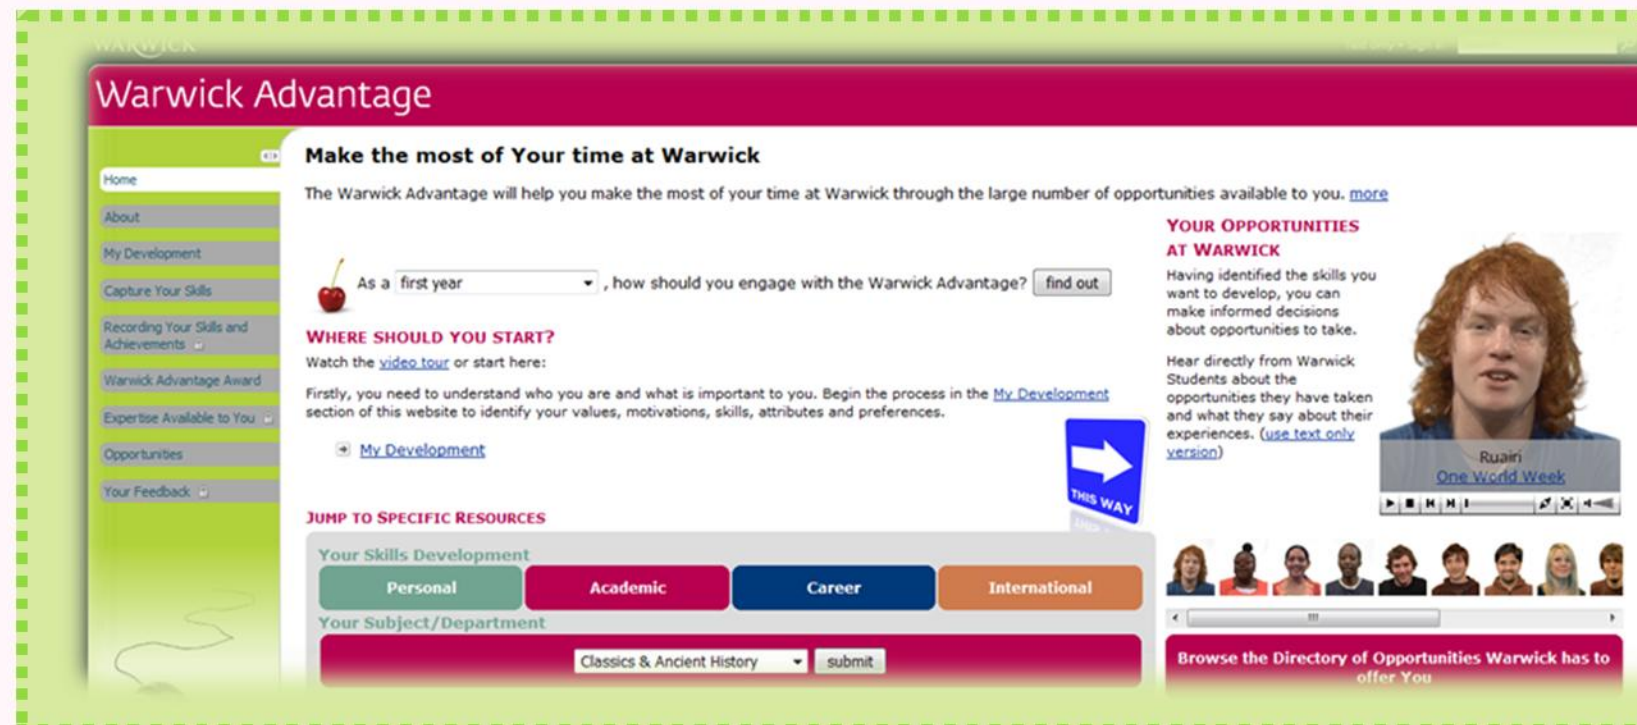 WARWICK
Warwick Advantage
Home
About
My Development
Capture Your Skills
Recording Your Skills and
Achievements
Warwick Advantage Award
Expertise Available to You
Opportunities
Your Feedback
Make the most of Your time at Warwick
The Warwick Advantage will help you make the most of your time at Warwick through the large number of opportunities available to you. more
As a first year , how should you engage with the Warwick Advantage? find out
WHERE SHOULD YOU START?
Watch the video tour or start here:
Firstly, you need to understand who you are and what is important to you. Begin the process in the My Development
section of this website to identify your values, motivations, skills, attributes and preferences.
My Development
THIS WAY
JUMP TO SPECIFIC RESOURCES
Your Skills Development
Personal Academic Career International
Your Subject/Department
Classics & Ancient History submit
YOUR OPPORTUNITIES
AT WARWICK
Having identified the skills you
want to develop, you can
make informed decisions
about opportunities to take.
Hear directly from Warwick
Students about the
opportunities they have taken
and what they say about their
experiences. (use text only
version)
Ruairi
One World Week
Browse the Directory of Opportunities Warwick has to
offer You